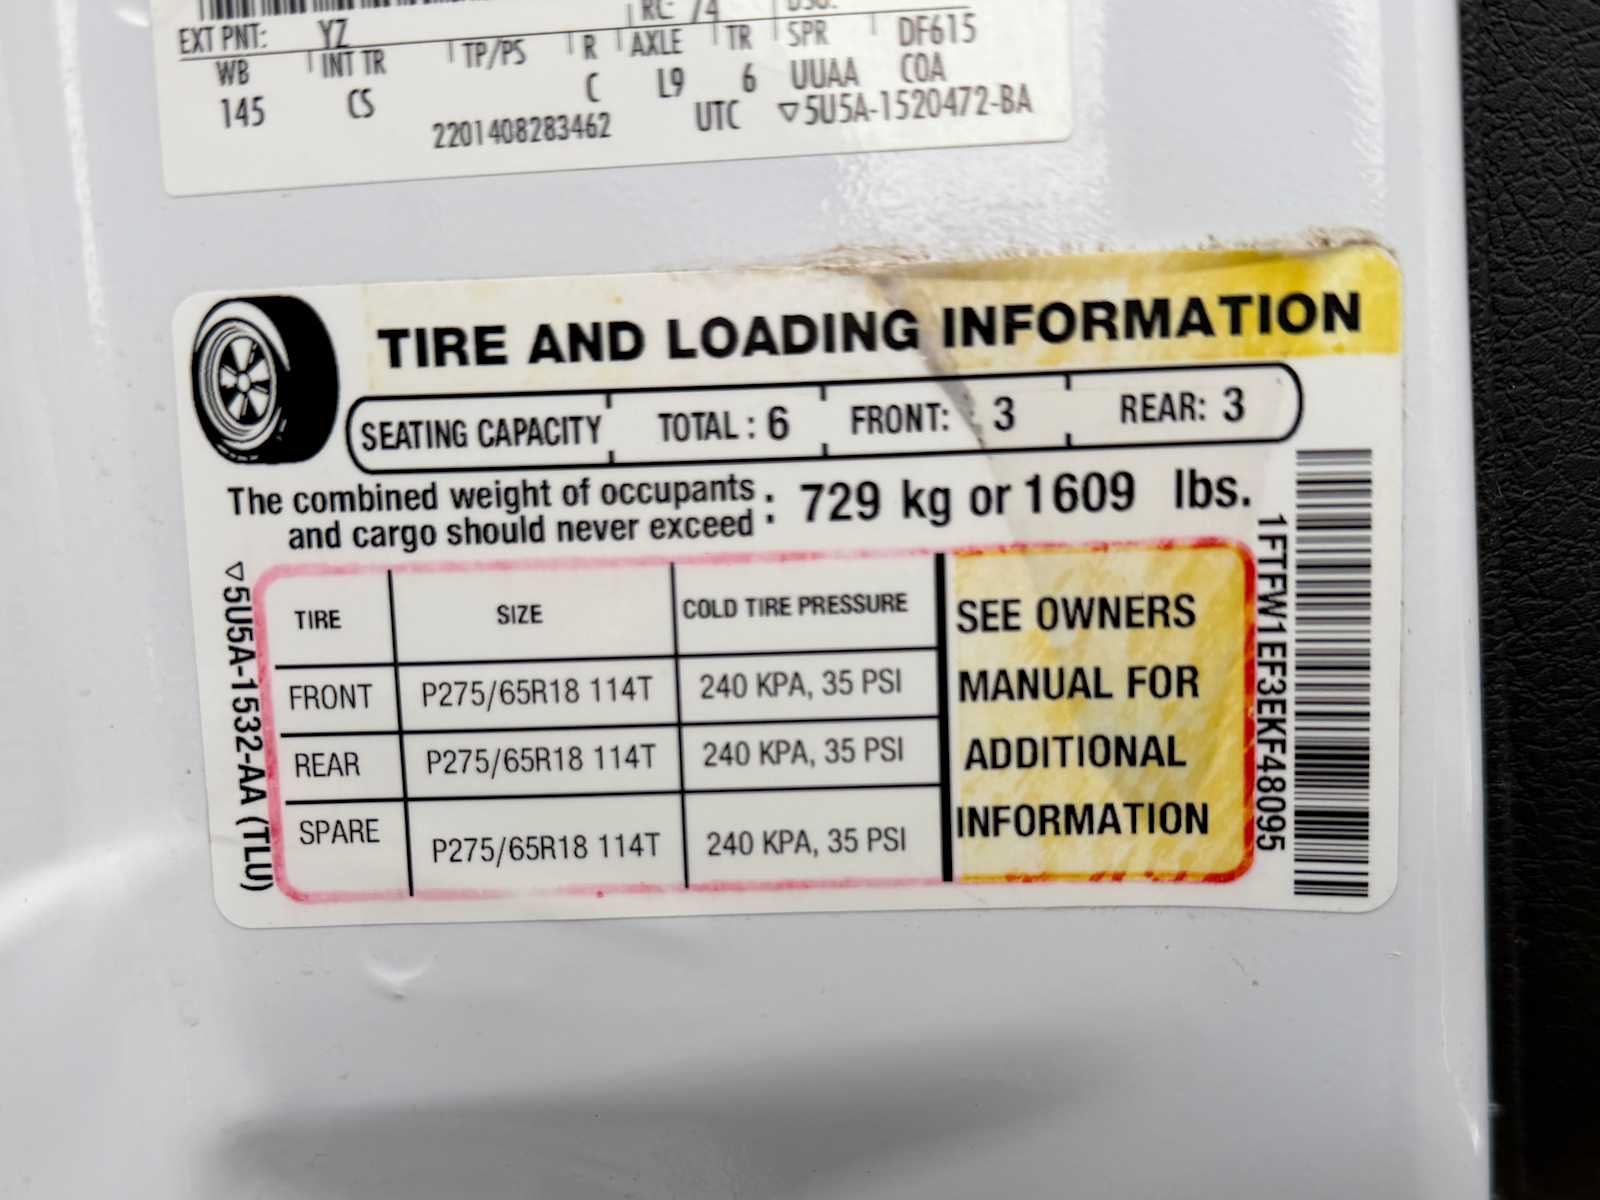 RC: 74 DSO:
EXT PNT: YZ
WB INT TR TP/PS R AXLE TR SPR DF615
145 CS C L9 6 UUAA COA
2201408283462 UTC ▽5U5A-1520472-BA
TIRE AND LOADING INFORMATION
SEATING CAPACITY TOTAL : 6 FRONT: 3 REAR: 3
The combined weight of occupants
and cargo should never exceed : 729 kg or 1609 lbs.
TIRE SIZE COLD TIRE PRESSURE
FRONT P275/65R18 114T 240 KPA, 35 PSI
REAR P275/65R18 114T 240 KPA, 35 PSI
SPARE P275/65R18 114T 240 KPA, 35 PSI
SEE OWNERS
MANUAL FOR
ADDITIONAL
INFORMATION
▽5U5A-1532-AA (TLU)
1FTFW1EF3EKF48095